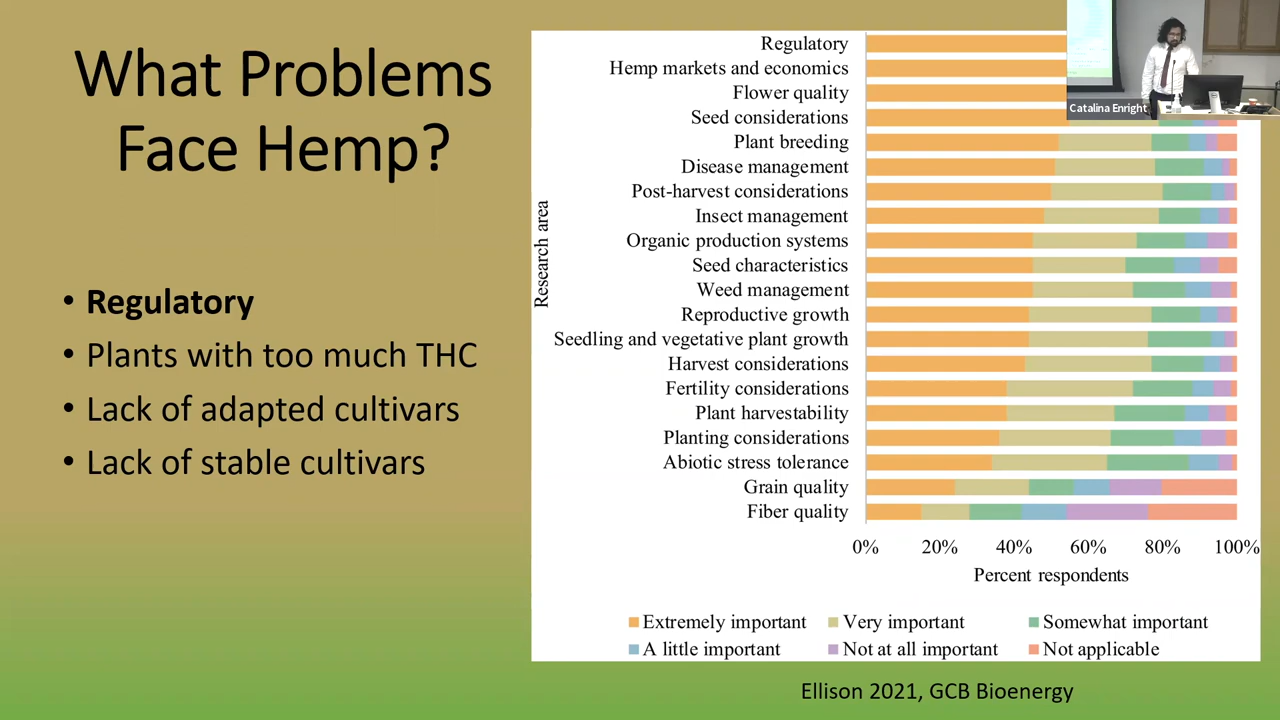 What Problems
Face Hemp?
• Regulatory
• Plants with too much THC
• Lack of adapted cultivars
• Lack of stable cultivars
Research area
Regulatory
Hemp markets and economics
Flower quality
Seed considerations
Plant breeding
Disease management
Post-harvest considerations
Insect management
Organic production systems
Seed characteristics
Weed management
Reproductive growth
Seedling and vegetative plant growth
Harvest considerations
Fertility considerations
Plant harvestability
Planting considerations
Abiotic stress tolerance
Grain quality
Fiber quality
0% 20% 40% 60% 80% 100%
Percent respondents
Extremely important Very important Somewhat important
A little important Not at all important Not applicable
Ellison 2021, GCB Bioenergy
Catalina Enright